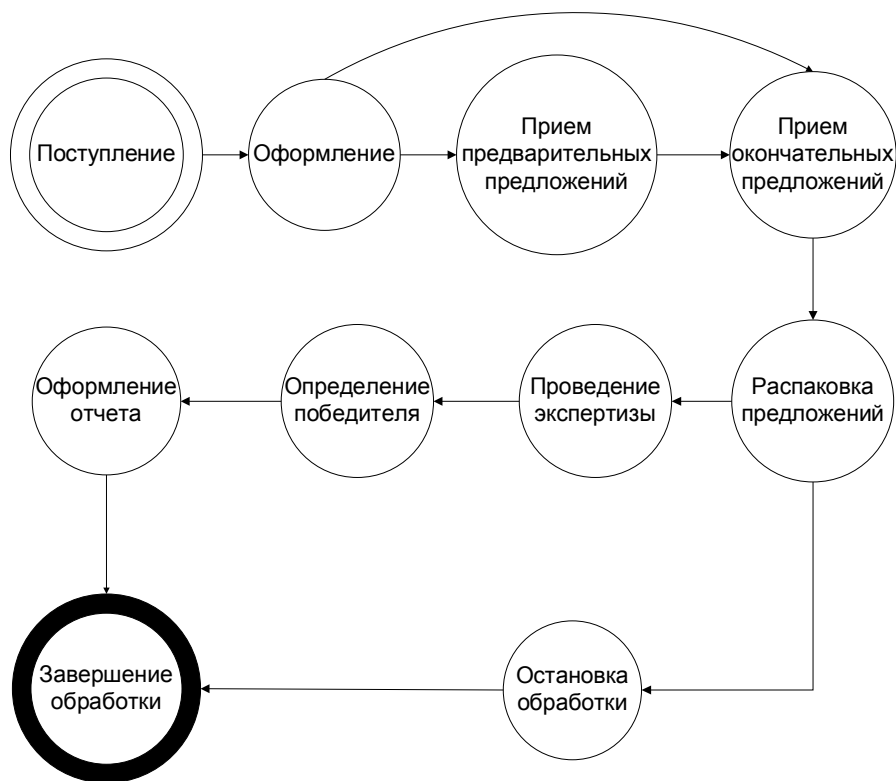 Поступление
Оформление
Прием
предварительных
предложений
Прием
окончательных
предложений
Оформление
отчета
Определение
победителя
Проведение
экспертизы
Распаковка
предложений
Завершение
обработки
Остановка
обработки